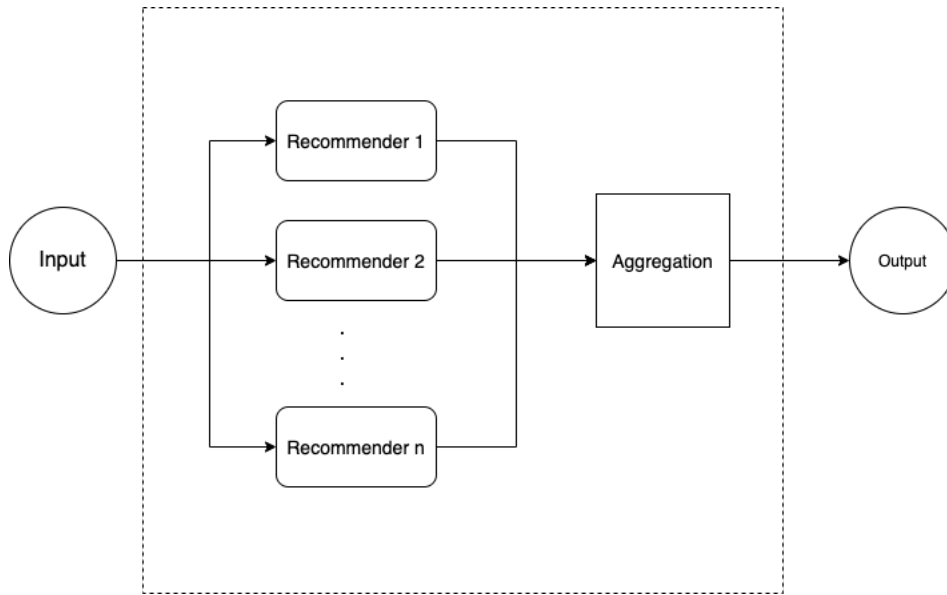 Input
Recommender 1
Recommender 2
.
.
.
Recommender n
Aggregation
Output